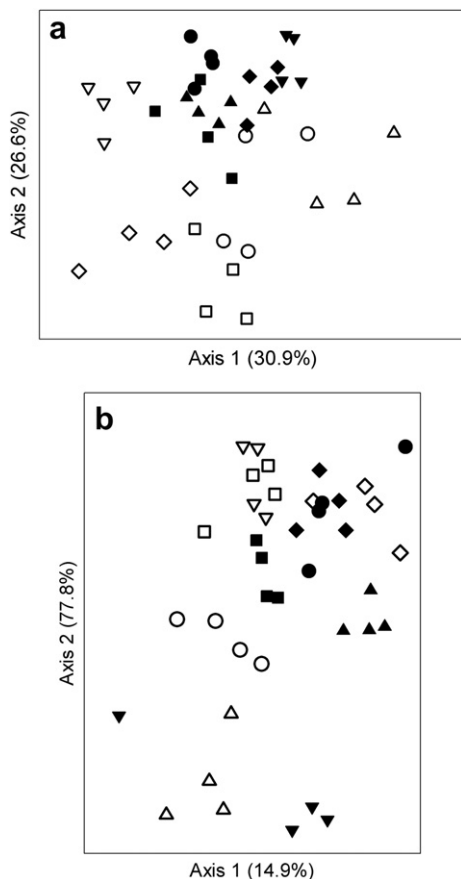 a
Axis 2 (26.6%)
Axis 1 (30.9%)
b
Axis 2 (77.8%)
Axis 1 (14.9%)